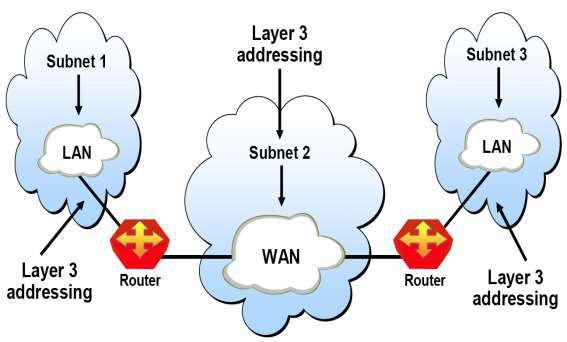 Subnet 1
LAN
Layer 3
addressing
Router
Layer 3
addressing
Subnet 2
WAN
Router
Subnet 3
LAN
Layer 3
addressing